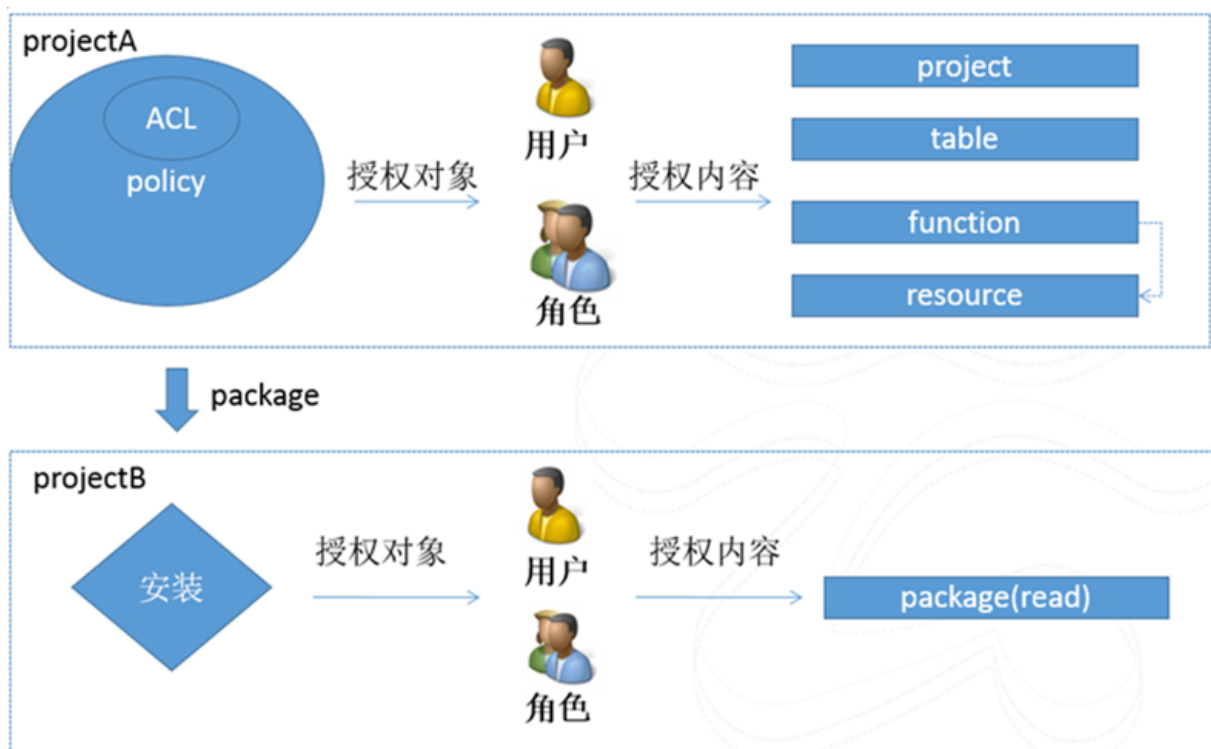 projectA
ACL
policy
授权对象
用户
角色
授权内容
project
table
function
resource
package
projectB
安装
授权对象
用户
角色
授权内容
package(read)